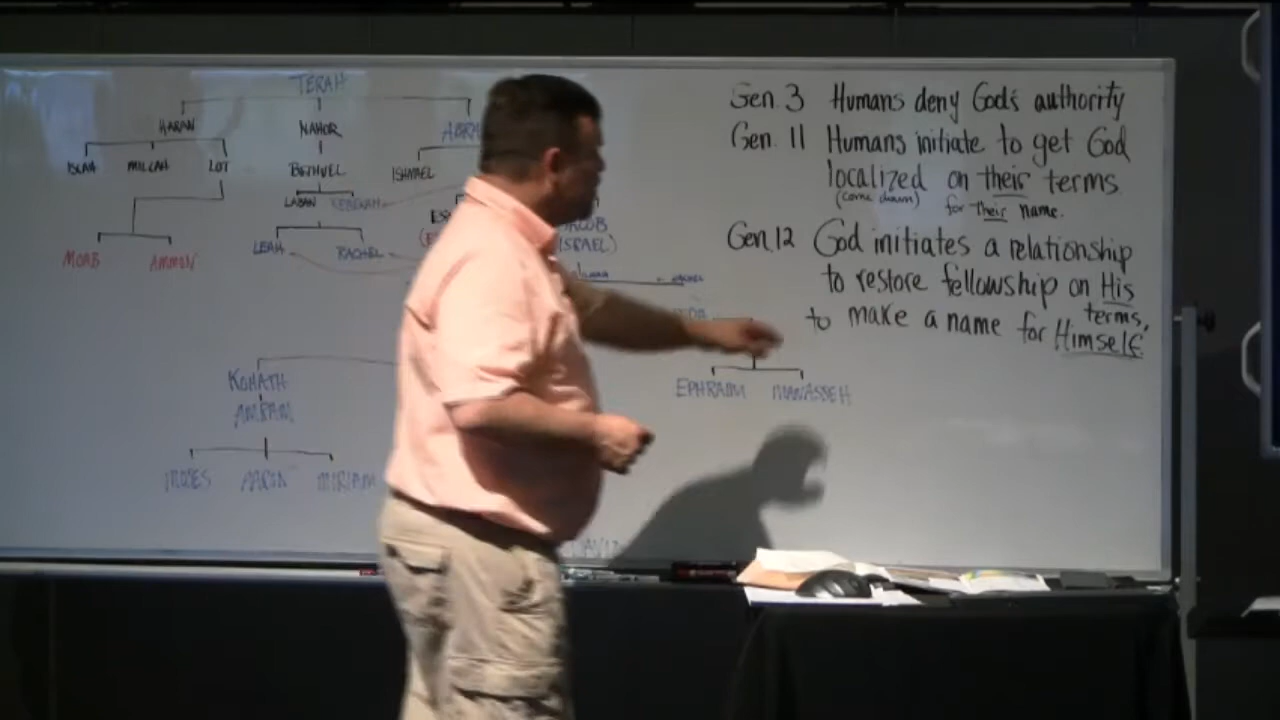 TERAH
HARAN
NAHOR
ISCAH
MILCAH
LOT
BETHUEL
ISHMAEL
LABAN REBEKAH
LEAH
RACHEL
(ISRAEL)
MOAB
AMMON
KOHATH
AMRAM
MOSES
AARON
MIRIAM
EPHRAIM
MANASSEH
Gen. 3 Humans deny God's authority
Gen. 11 Humans initiate to get God
localized on their terms
(come down) for Their name.
Gen. 12 God initiates a relationship
to restore fellowship on His
terms,
to make a name for Himself